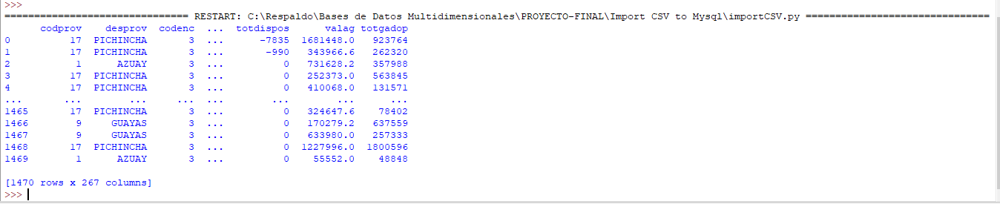 >>>
=============================== RESTART: C:\Respaldo\Bases de Datos Multidimensionales\PROYECTO-FINAL\Import CSV to Mysql\importCSV.py ===============================
      codprov    desprov  codenc  ...  totdispos      valag totgadop
0          17  PICHINCHA       3  ...      -7835  1681448.0   923764
1          17  PICHINCHA       3  ...       -990   343966.6   262320
2           1      AZUAY       3  ...          0   731628.2   357988
3          17  PICHINCHA       3  ...          0   252373.0   563845
4          17  PICHINCHA       3  ...          0   410068.0   131571
...       ...        ...     ...  ...        ...        ...      ...
1465       17  PICHINCHA       3  ...          0   324647.6    78402
1466        9     GUAYAS       3  ...          0   170279.2   637559
1467        9     GUAYAS       3  ...          0   633980.0   257333
1468       17  PICHINCHA       3  ...          0  1227996.0  1800596
1469        1      AZUAY       3  ...          0    55552.0    48848
[1470 rows x 267 columns]
>>>